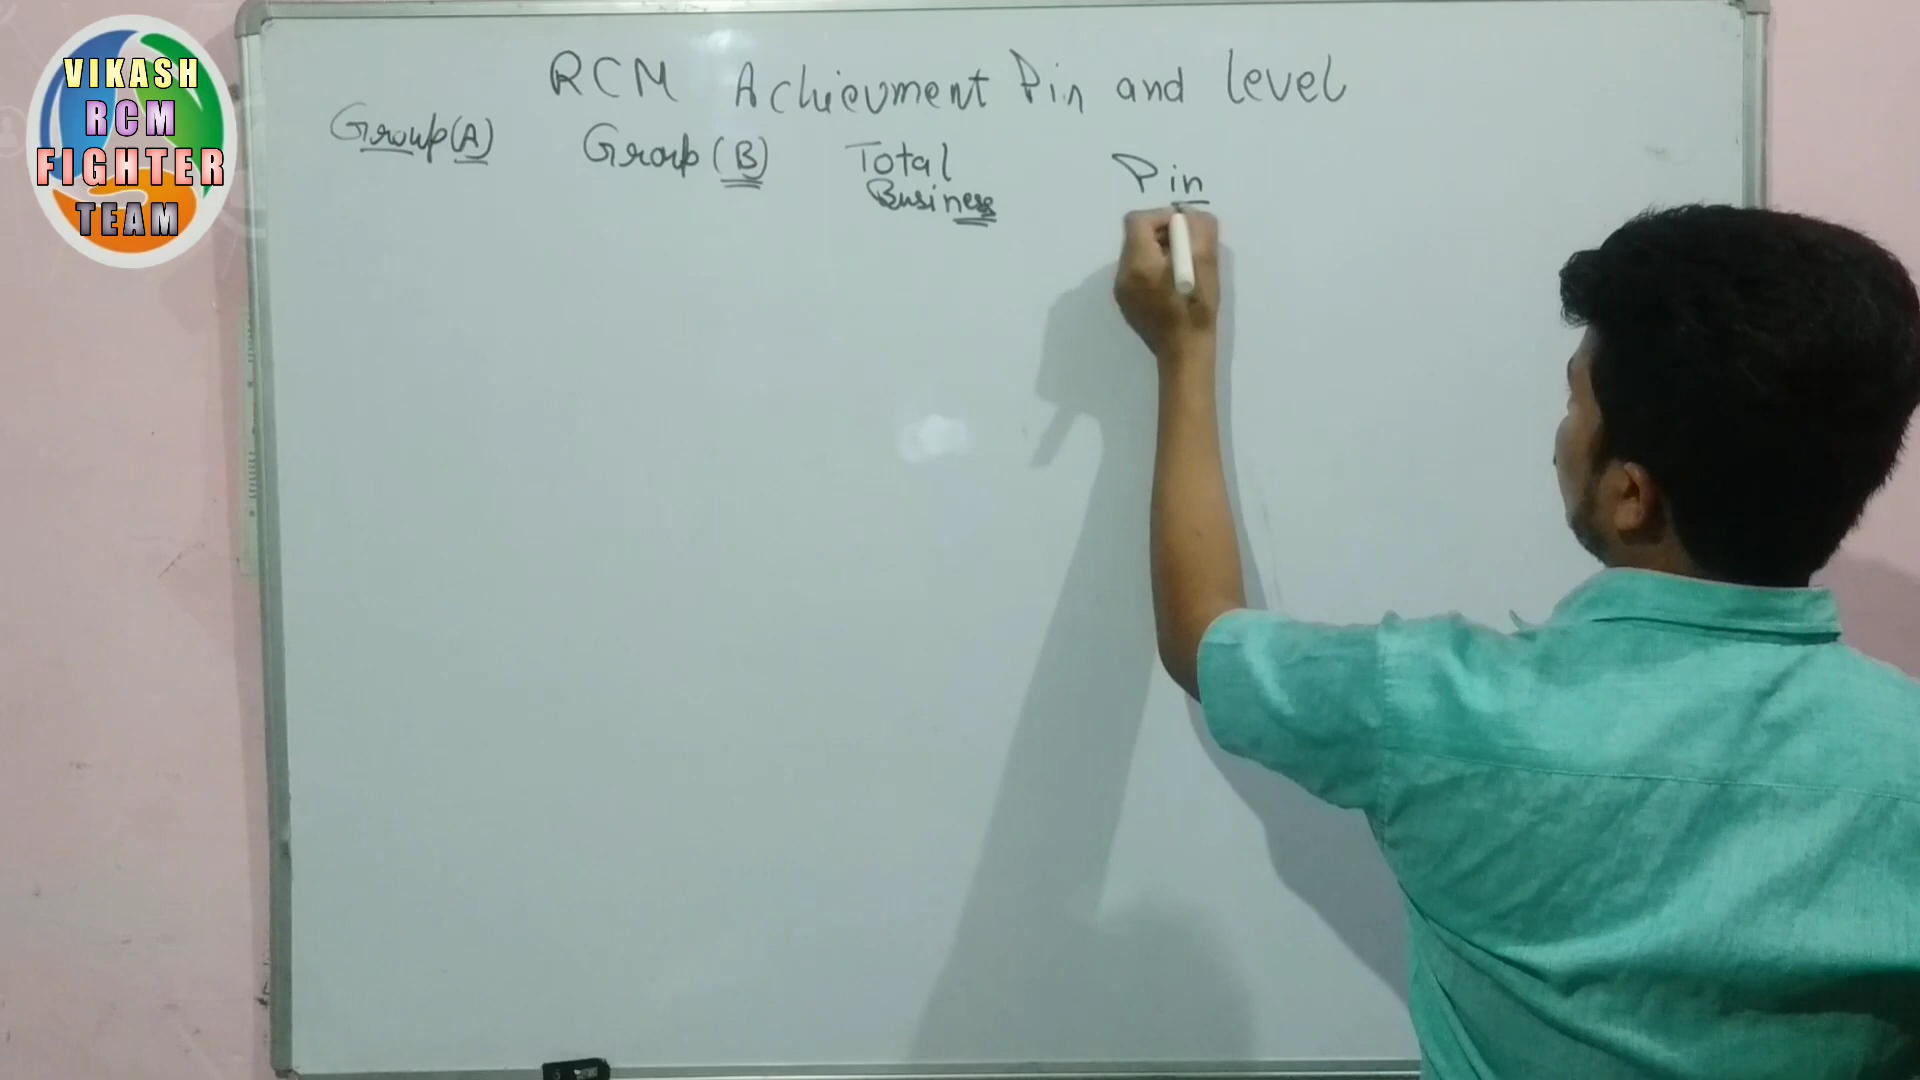 VIKASH
RCM
FIGHTER
TEAM
RCM Achievment Pin and level
Group (A) Group (B) Total Business Pin